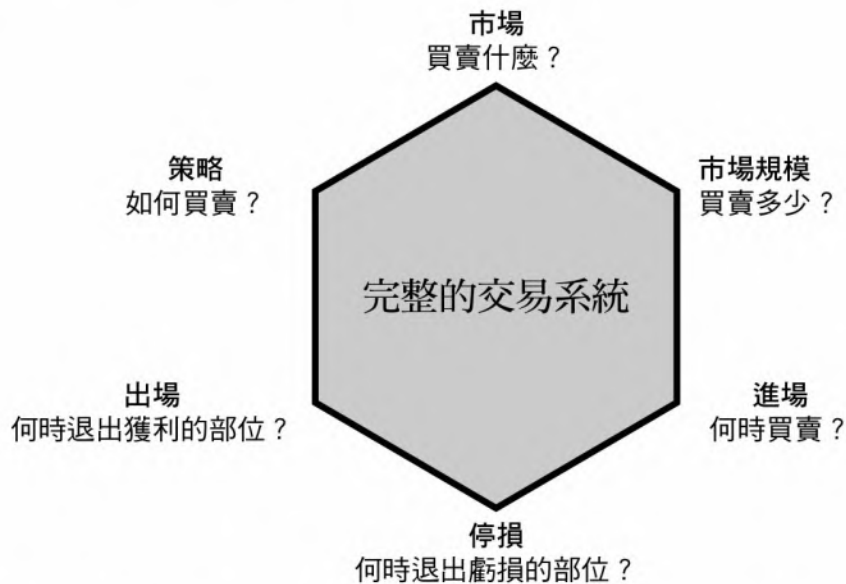 市場
買賣什麼？
策略
如何買賣？
市場規模
買賣多少？
完整的交易系統
出場
何時退出獲利的部位？
進場
何時買賣？
停損
何時退出虧損的部位？